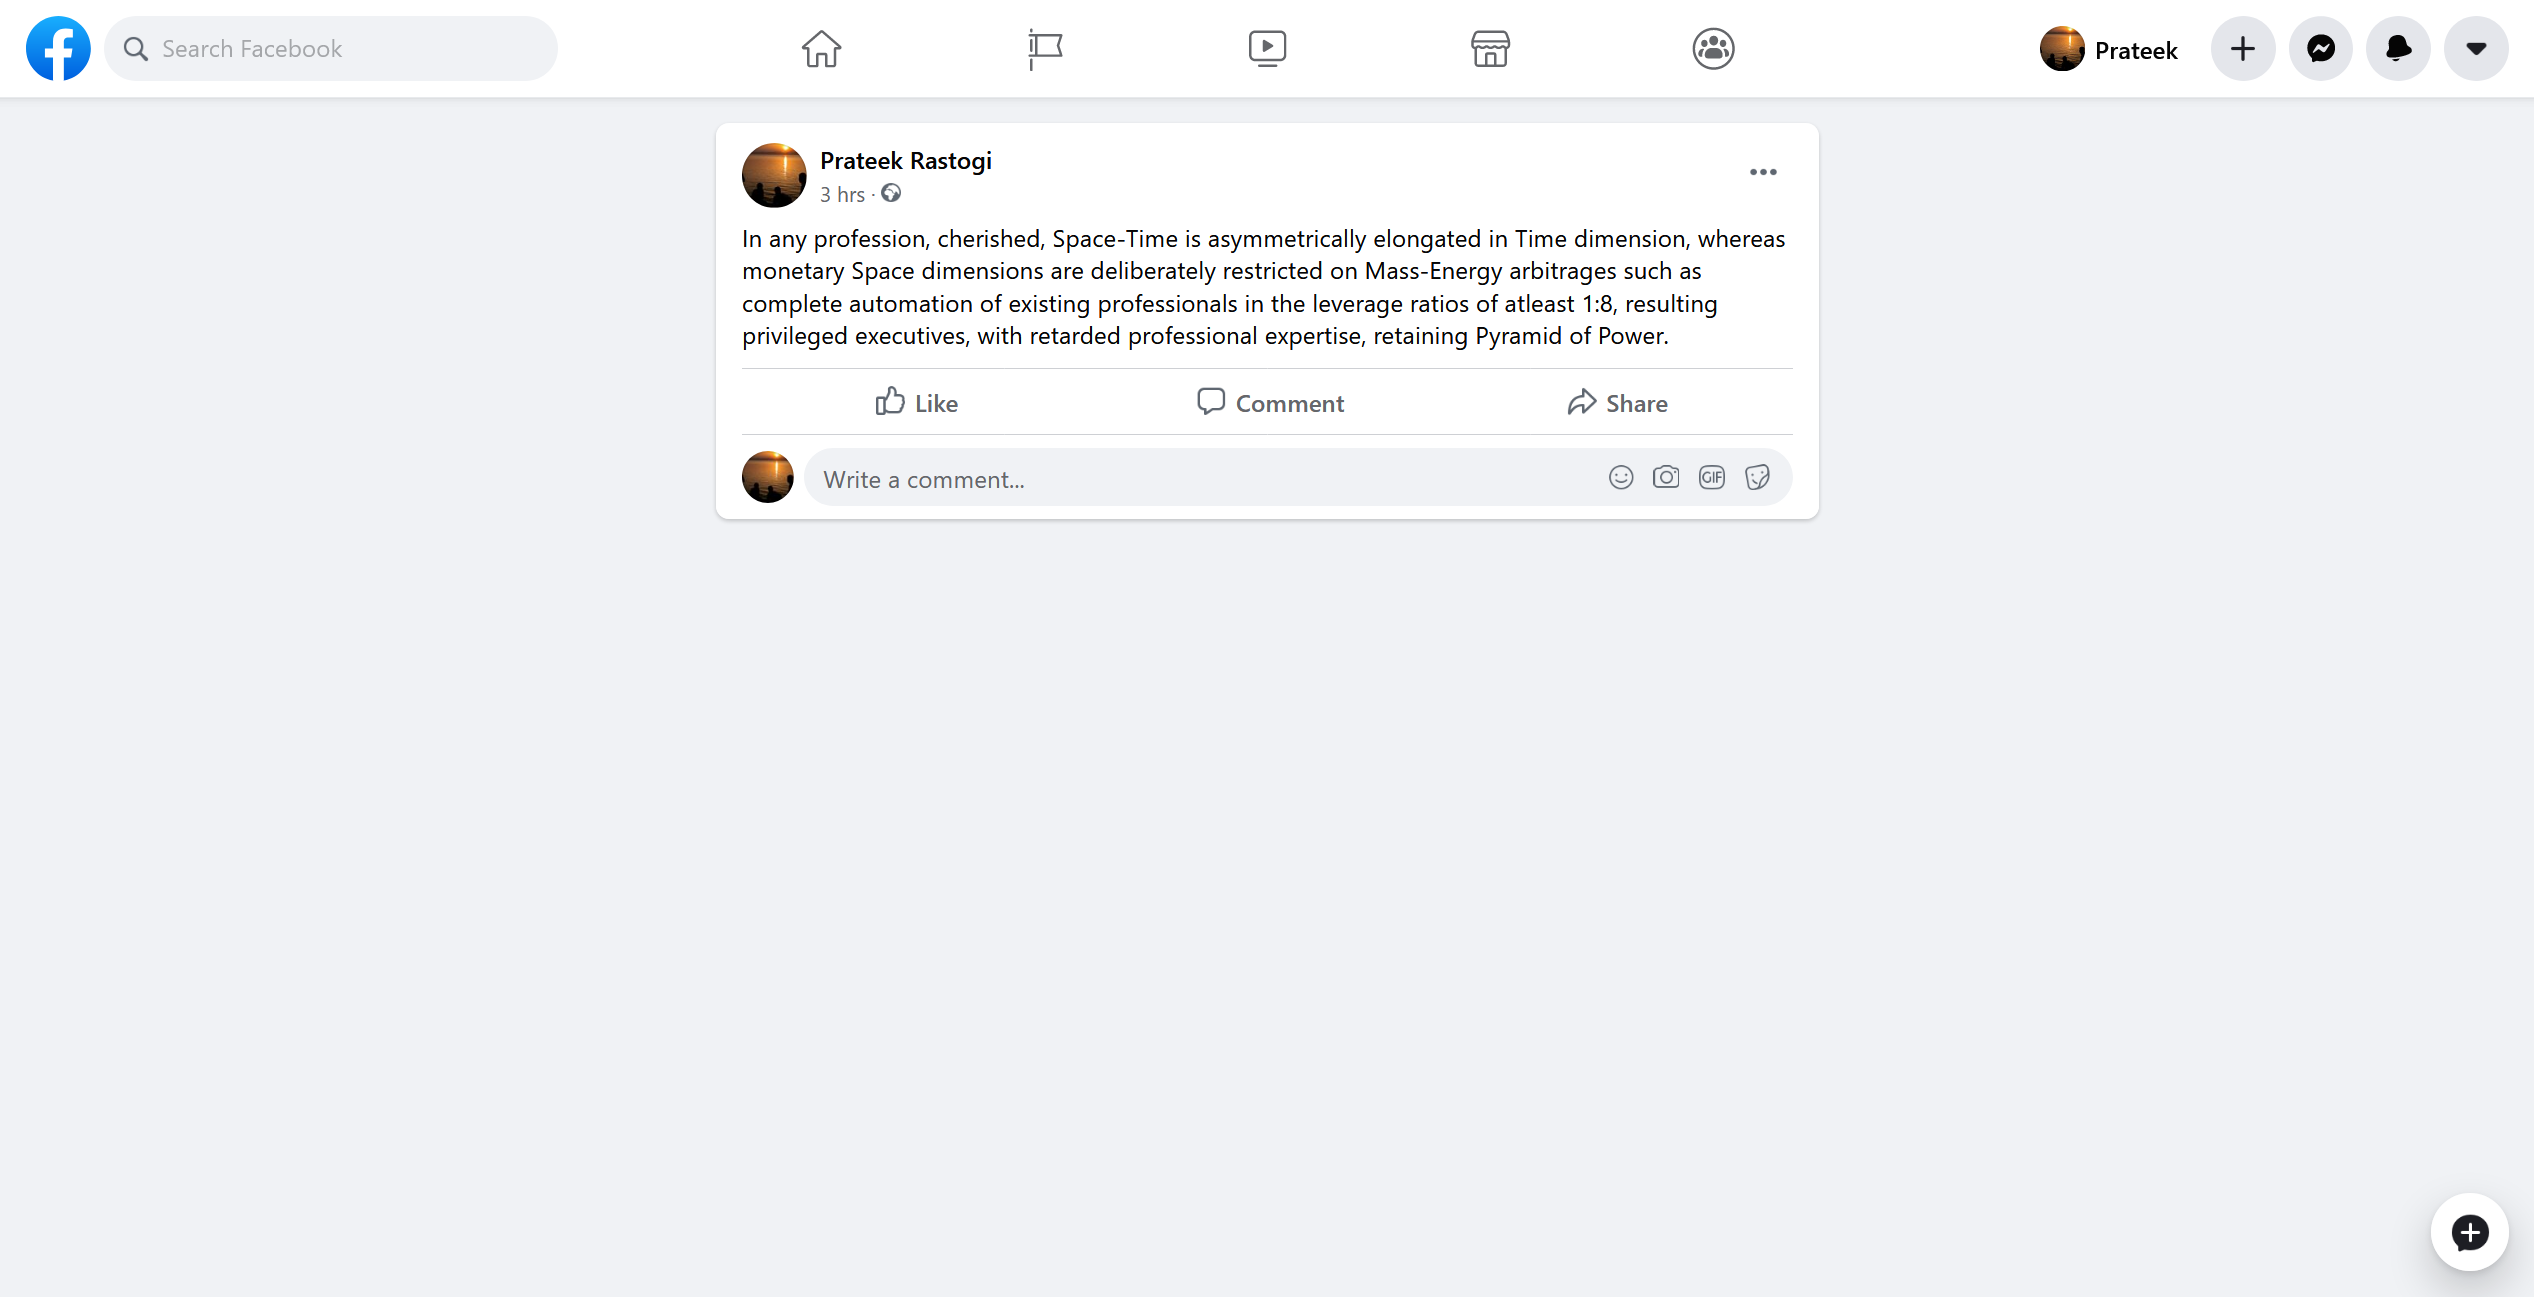 Search Facebook
Prateek
Prateek Rastogi
3 hrs ·
In any profession, cherished, Space-Time is asymmetrically elongated in Time dimension, whereas
monetary Space dimensions are deliberately restricted on Mass-Energy arbitrages such as
complete automation of existing professionals in the leverage ratios of atleast 1:8, resulting
privileged executives, with retarded professional expertise, retaining Pyramid of Power.
Like
Comment
Share
Write a comment...
GIF